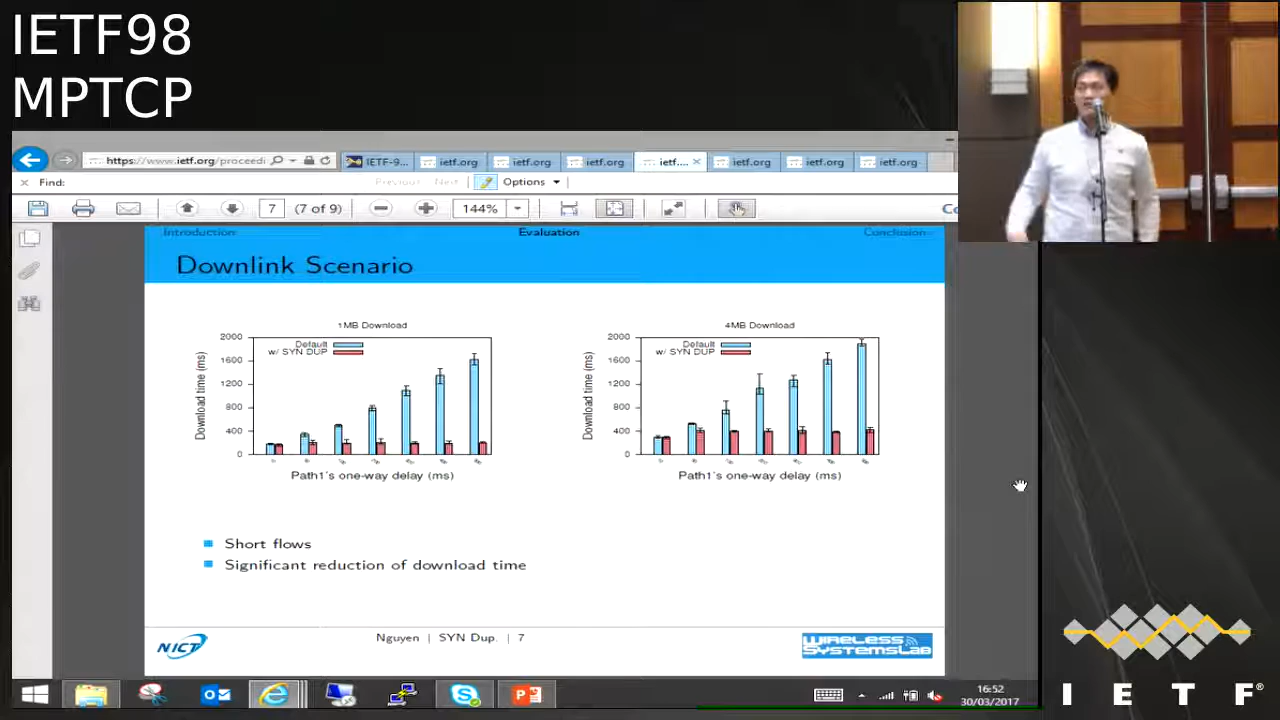 IETF98
MPTCP
https://www.ietf.org/proceedi
IETF-9...
ietf.org
ietf.org
ietf.org
ietf....
ietf.org
ietf.org
ietf.org
Find:
Previous
Next
Options
7
(7 of 9)
144%
Introduction
Evaluation
Conclusion
Downlink Scenario
1MB Download
Default
w/ SYN DUP
Download time (ms)
2000
1600
1200
800
400
0
Path1's one-way delay (ms)
4MB Download
Default
w/ SYN DUP
Download time (ms)
2000
1600
1200
800
400
0
Path1's one-way delay (ms)
Short flows
Significant reduction of download time
NICT
Nguyen | SYN Dup. | 7
WIRELESS
SYSTEMSLAB
16:52
30/03/2017
IETF®